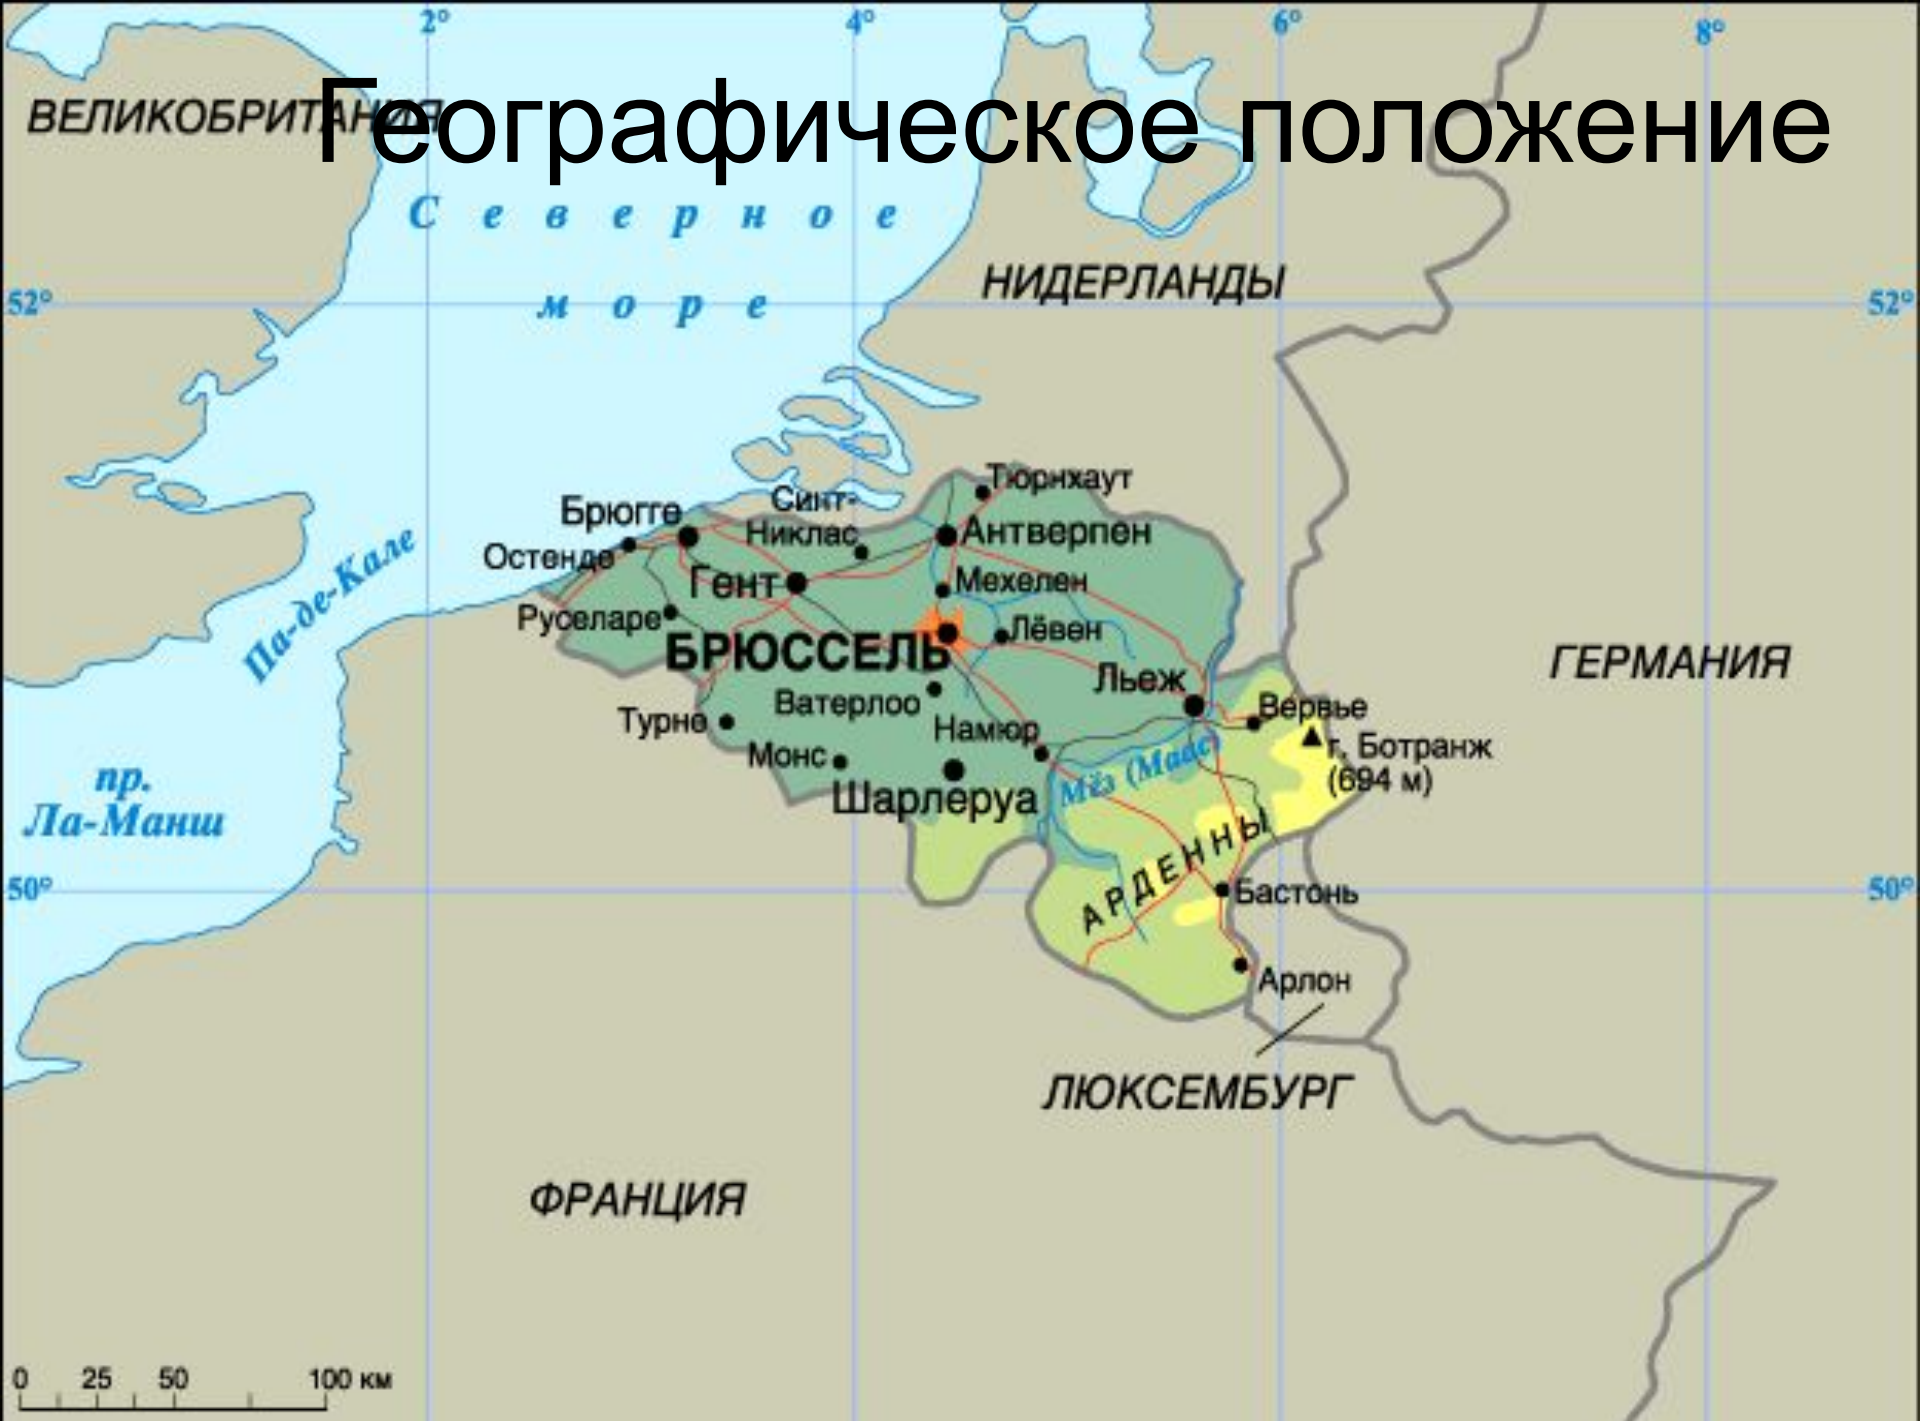 2°
4°
6°
8°
Географическое положение
ВЕЛИКОБРИТАНИЯ
Северное
море
НИДЕРЛАНДЫ
52°
52°
Тюрнхаут
Брюгге
Синт-
Никлас
Антверпен
Остенде
Па-де-Кале
Гент
Мехелен
Руселаре
Лёвен
БРЮССЕЛЬ
ГЕРМАНИЯ
Льеж
Ватерлоо
Вервье
Турне
Намюр
г. Ботранж
(694 м)
Монс
Мёз (Маас)
Шарлеруа
пр.
Ла-Манш
АРДЕННЫ
50°
50°
Бастонь
Арлон
ЛЮКСЕМБУРГ
ФРАНЦИЯ
0 25 50 100 км